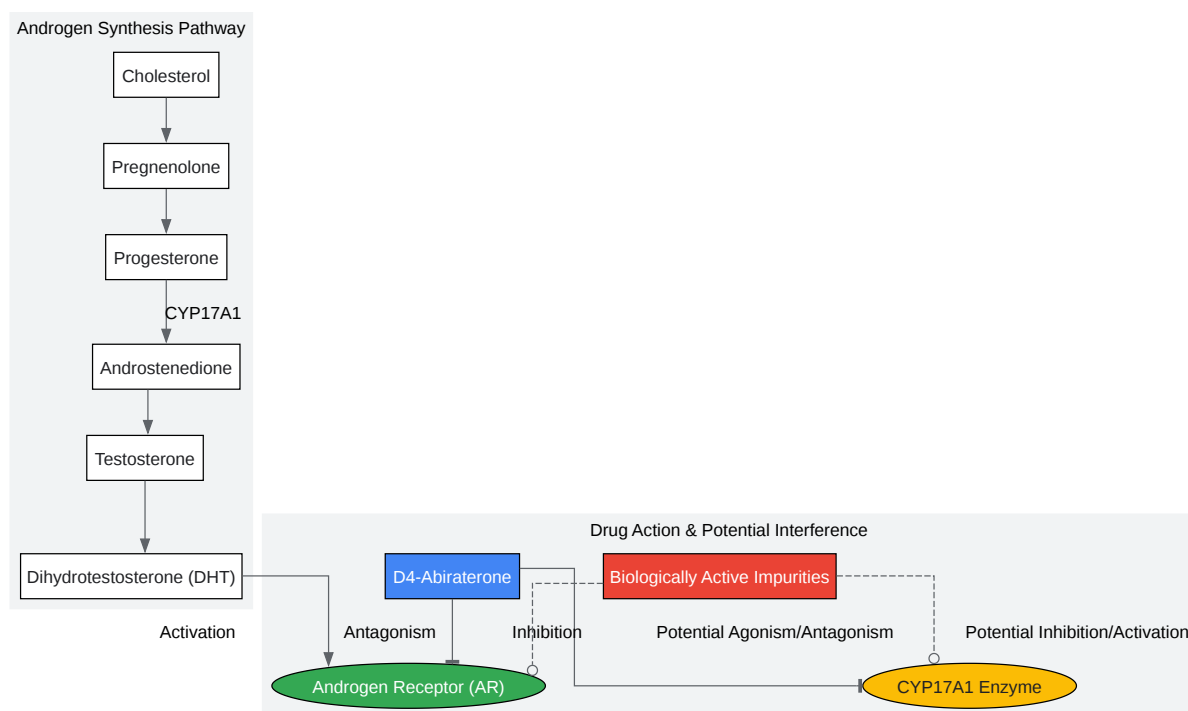 Androgen Synthesis Pathway
Cholesterol
Pregnenolone
Progesterone
CYP17A1
Androstenedione
Testosterone
Dihydrotestosterone (DHT)
Drug Action & Potential Interference
D4-Abiraterone
Biologically Active Impurities
Activation
Antagonism
Inhibition
Potential Agonism/Antagonism
Potential Inhibition/Activation
Androgen Receptor (AR)
CYP17A1 Enzyme